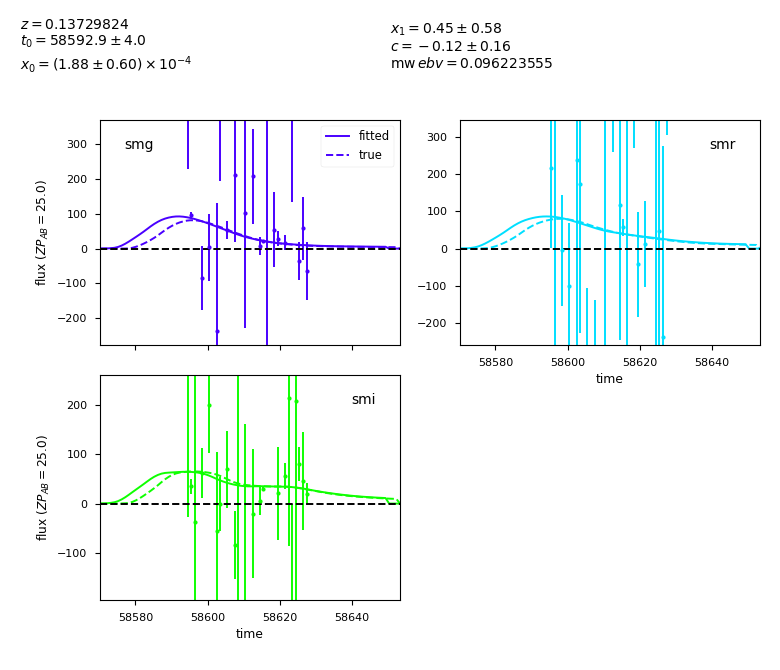 z = 0.13729824
t₀ = 58592.9 ± 4.0
x₀ = (1.88 ± 0.60) × 10⁻⁴
x₁ = 0.45 ± 0.58
c = −0.12 ± 0.16
mw ebv = 0.096223555
smg
fitted
true
300
200
100
0
−100
−200
flux (ZP_AB = 25.0)
smr
300
200
100
0
−100
−200
58580 58600 58620 58640
time
smi
200
100
0
−100
flux (ZP_AB = 25.0)
58580 58600 58620 58640
time